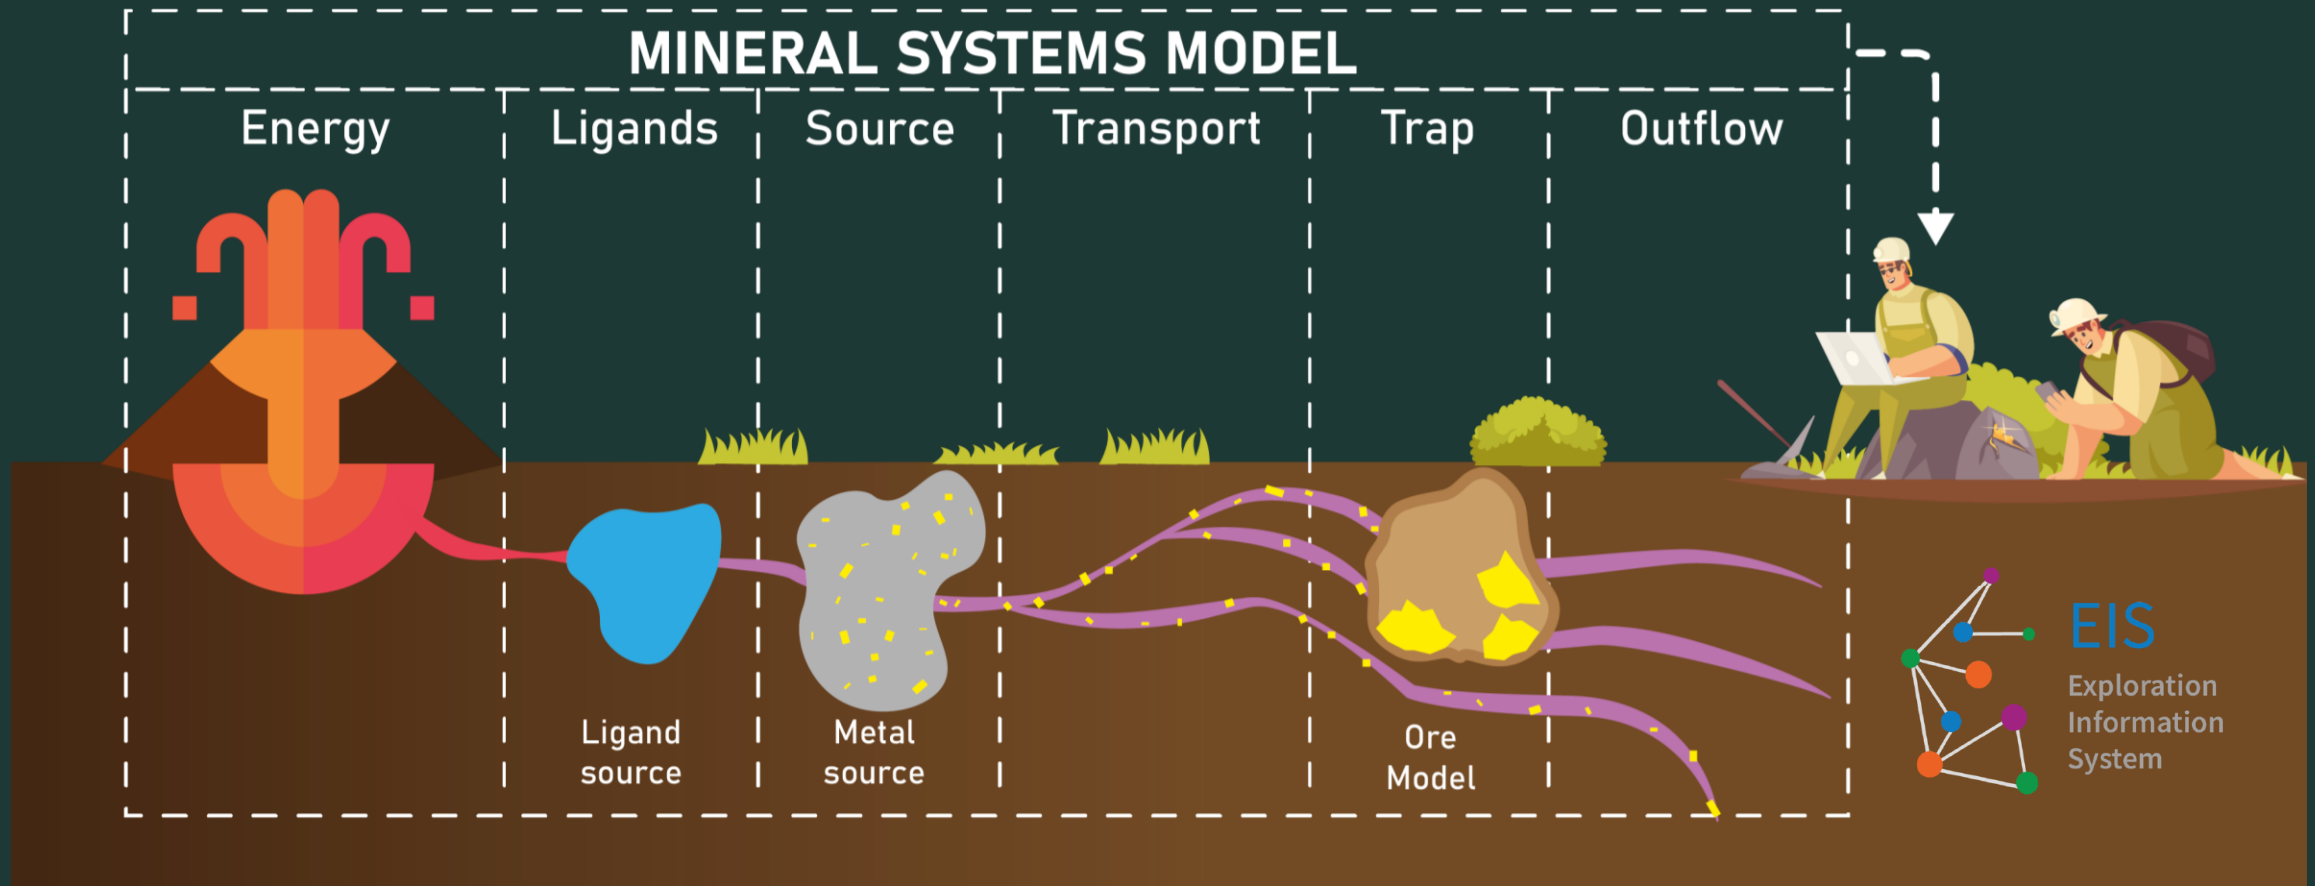 MINERAL SYSTEMS MODEL
Energy
Ligands
Source
Transport
Trap
Outflow
Ligand
source
Metal
source
Ore
Model
EIS
Exploration
Information
System